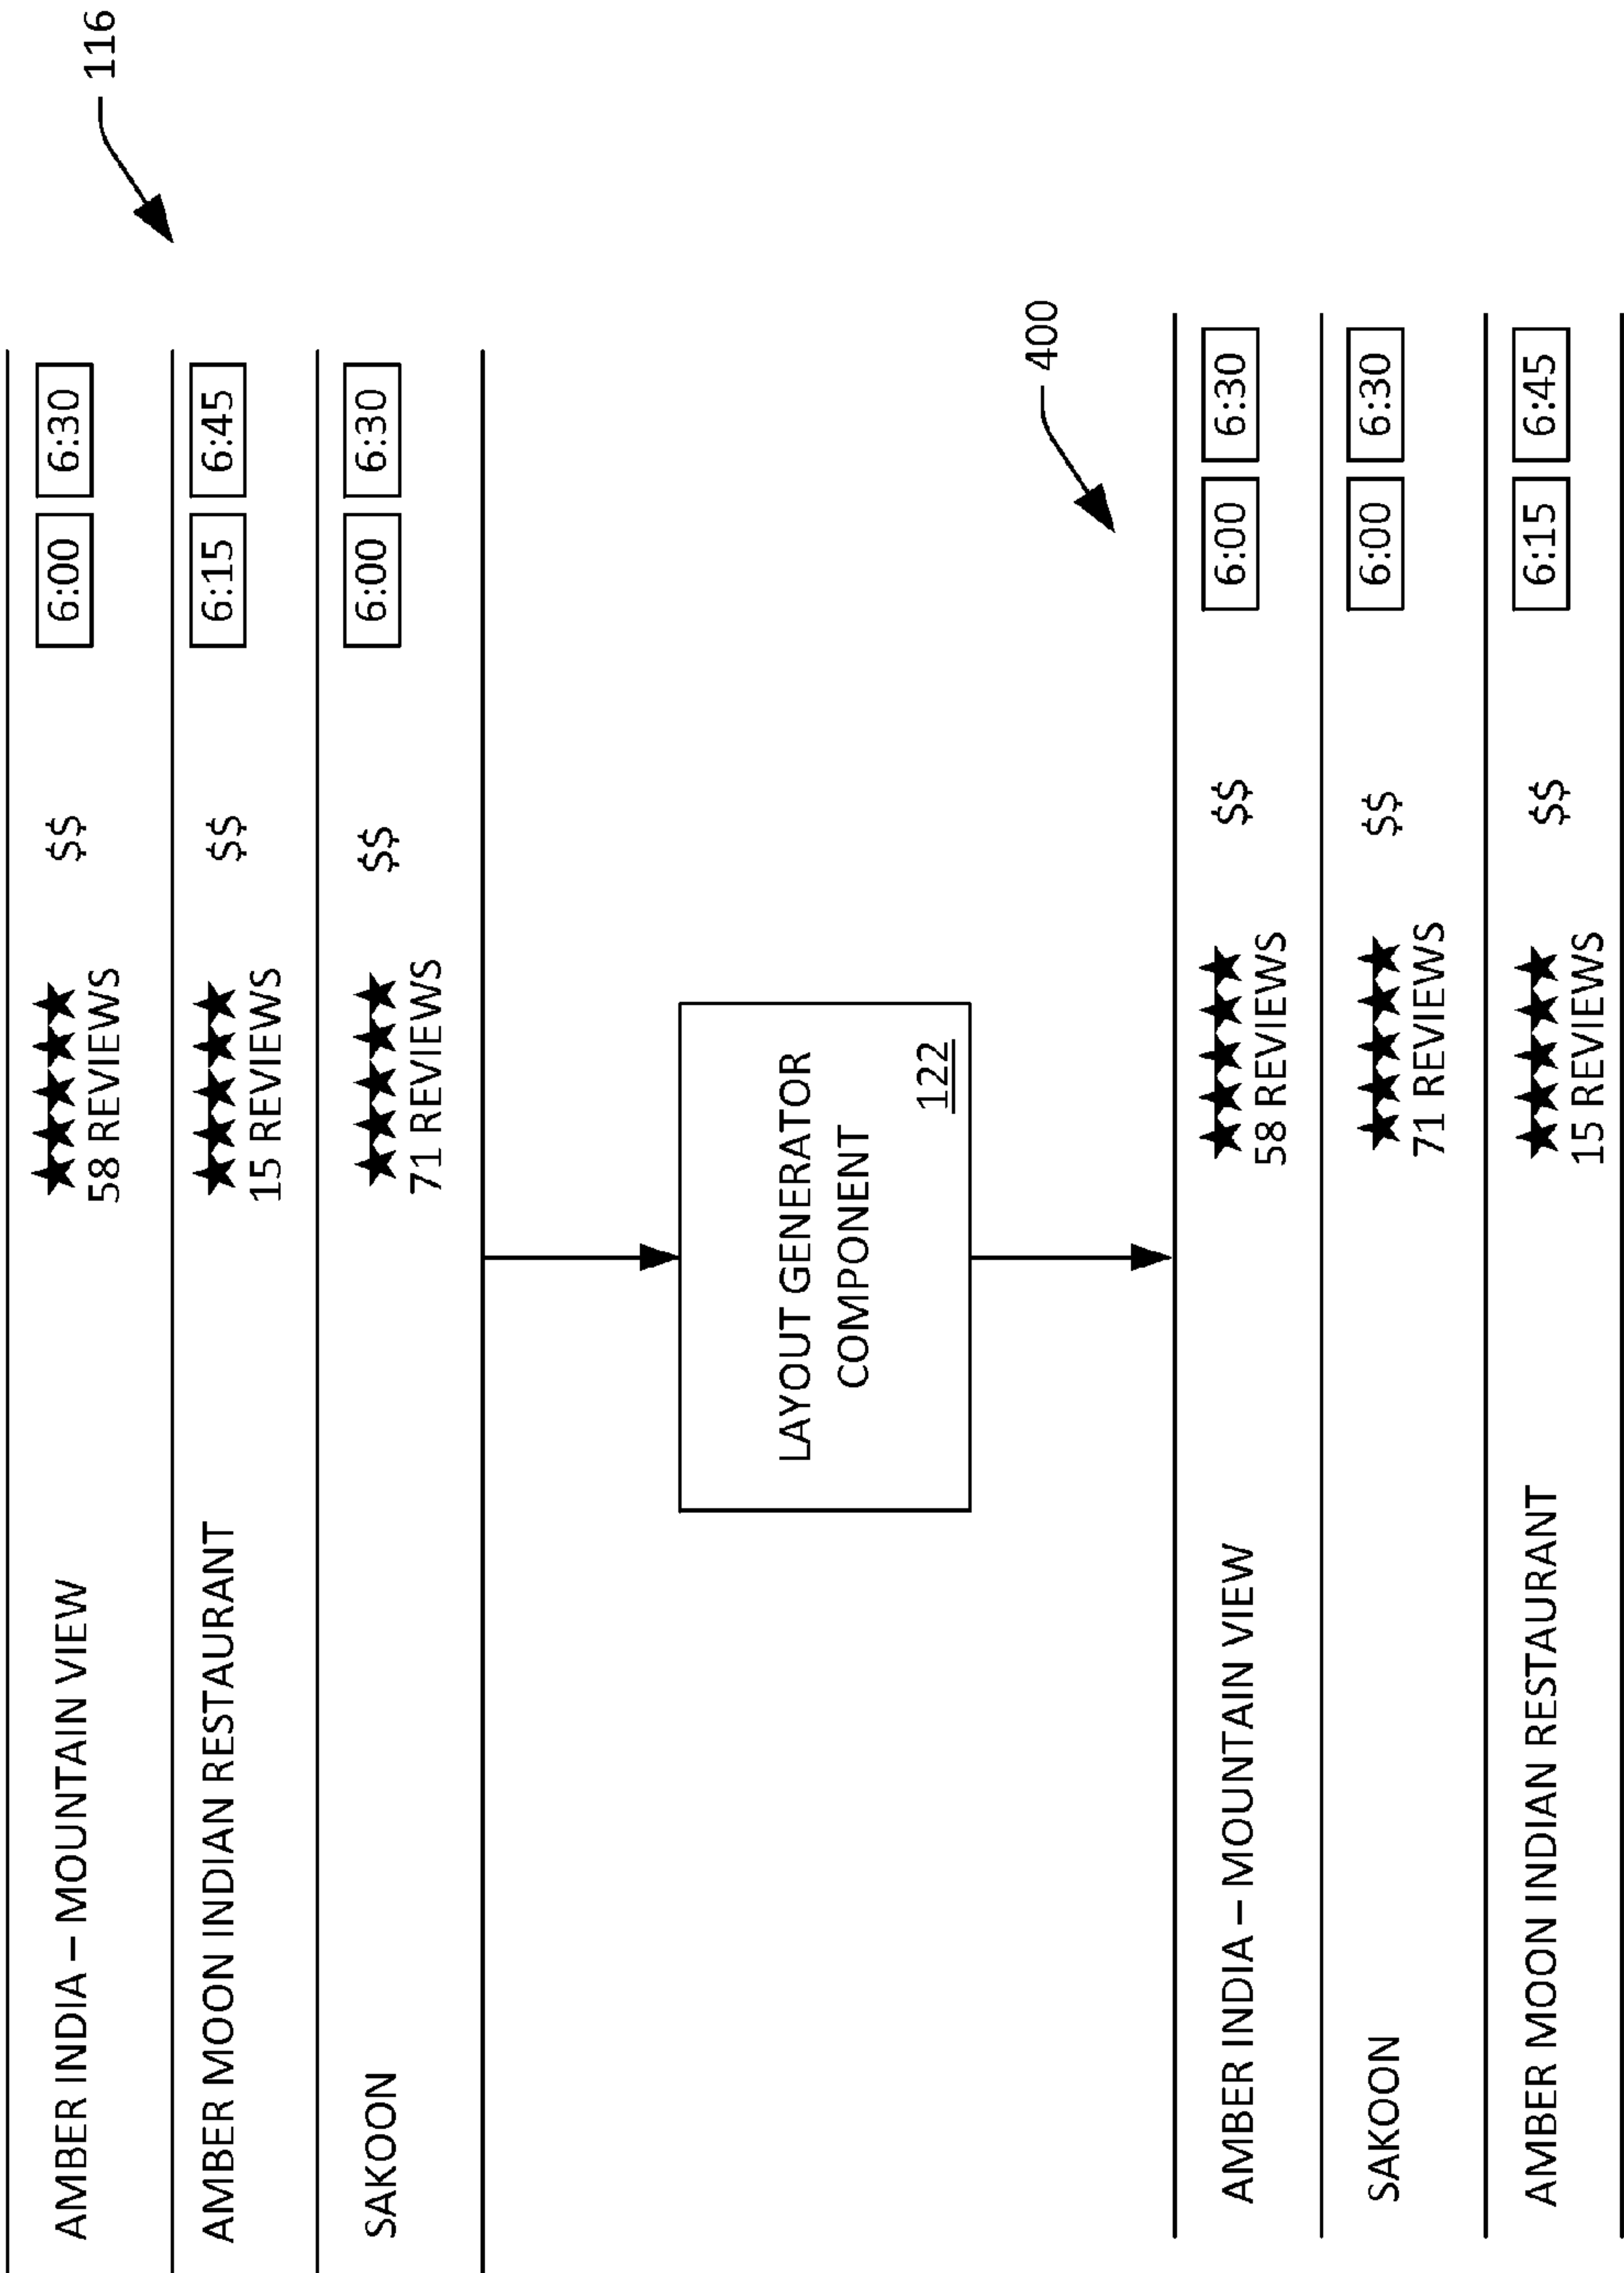 116
AMBER INDIA – MOUNTAIN VIEW ★★★★★ $$ 6:00 6:30
58 REVIEWS
AMBER MOON INDIAN RESTAURANT ★★★★★ $$ 6:15 6:45
15 REVIEWS
SAKOON ★★★★★ $$ 6:00 6:30
71 REVIEWS
LAYOUT GENERATOR
COMPONENT
122
400
AMBER INDIA – MOUNTAIN VIEW ★★★★★ $$ 6:00 6:30
58 REVIEWS
SAKOON ★★★★★ $$ 6:00 6:30
71 REVIEWS
AMBER MOON INDIAN RESTAURANT ★★★★★ $$ 6:15 6:45
15 REVIEWS